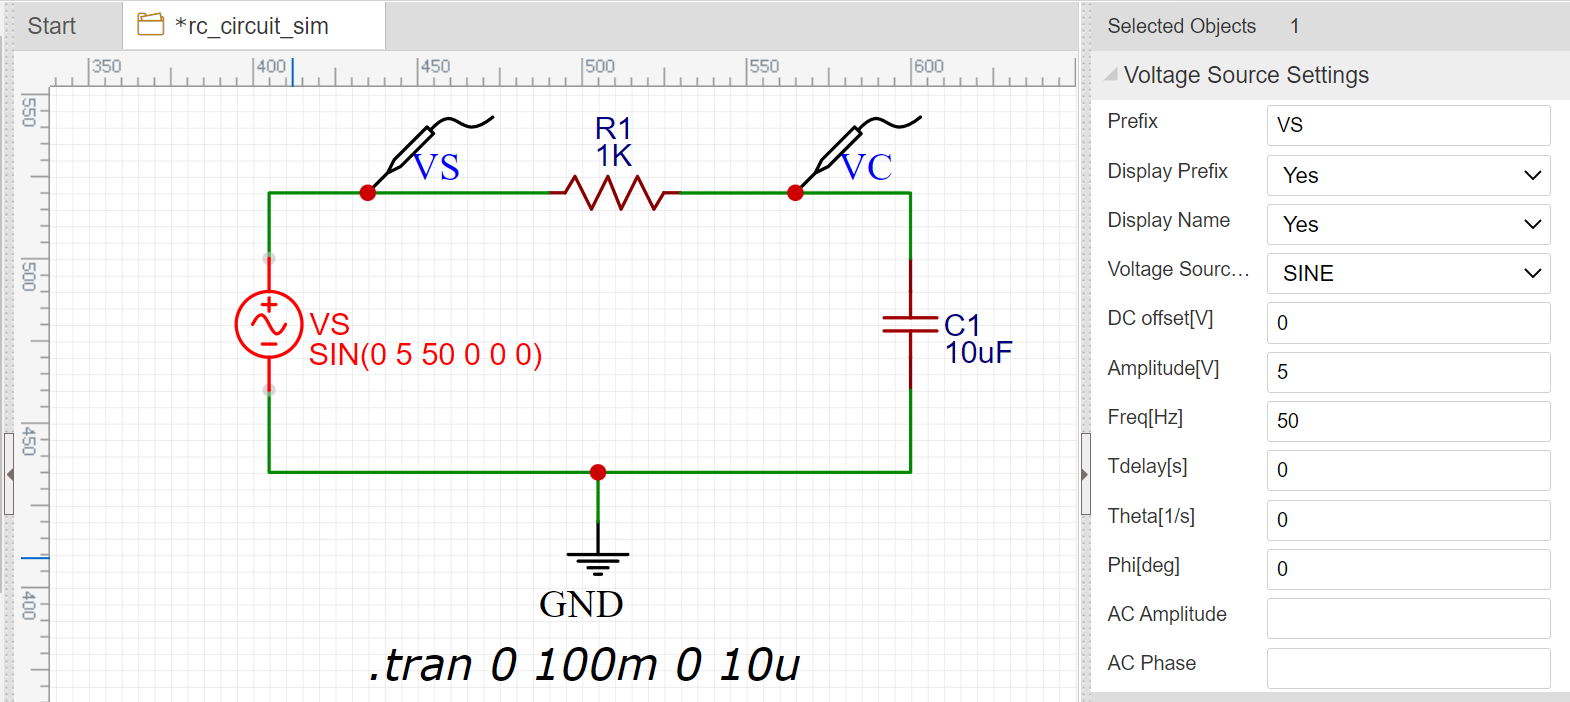 Start
*rc_circuit_sim
350
400
450
500
550
600
550
500
450
400
VS
R1
1K
VC
VS
SIN(0 5 50 0 0 0)
C1
10uF
GND
.tran 0 100m 0 10u
Selected Objects 1
Voltage Source Settings
Prefix VS
Display Prefix Yes
Display Name Yes
Voltage Sourc... SINE
DC offset[V] 0
Amplitude[V] 5
Freq[Hz] 50
Tdelay[s] 0
Theta[1/s] 0
Phi[deg] 0
AC Amplitude
AC Phase